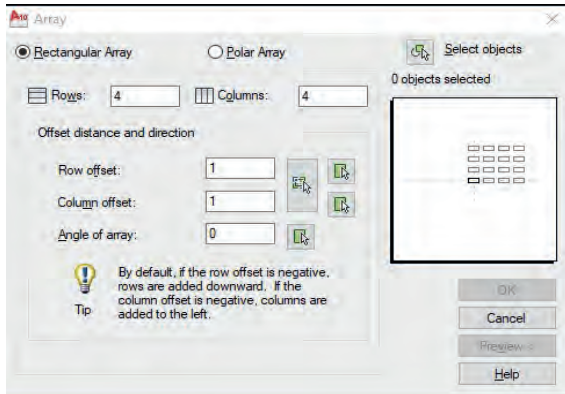 A10 Array
Rectangular Array
Polar Array
Select objects
0 objects selected
Rows: 4
Columns: 4
Offset distance and direction
Row offset: 1
Column offset: 1
Angle of array: 0
By default, if the row offset is negative,
rows are added downward. If the
column offset is negative, columns are
added to the left.
Tip
OK
Cancel
Preview <
Help